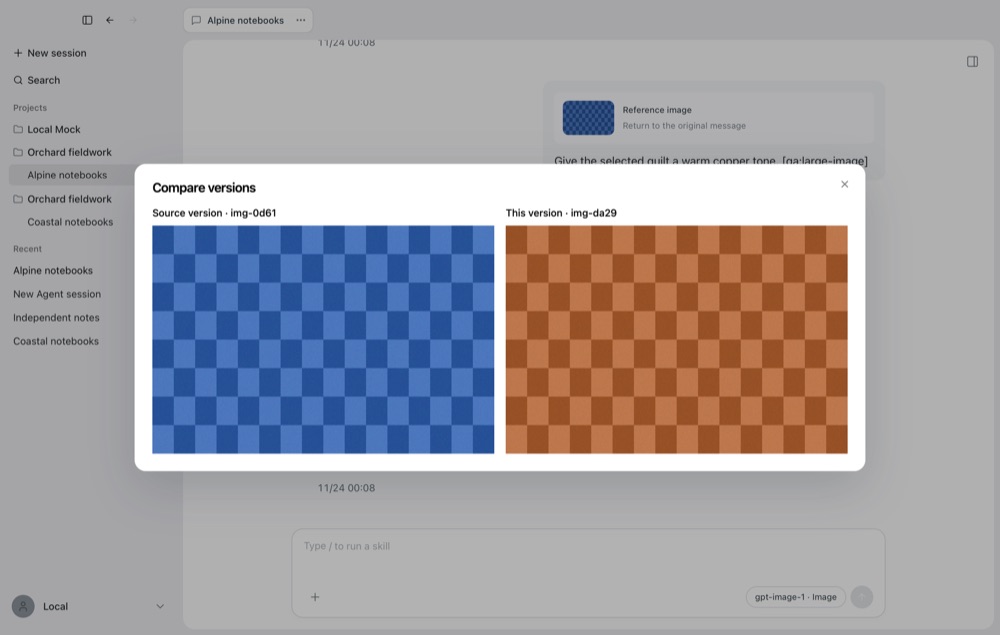 Alpine notebooks
New session
Search
Projects
Local Mock
Orchard fieldwork
Alpine notebooks
Orchard fieldwork
Coastal notebooks
Recent
Alpine notebooks
New Agent session
Independent notes
Coastal notebooks
Local
11/24 00:08
Reference image
Return to the original message
Give the selected quilt a warm copper tone. [qa:large-image]
Compare versions
Source version · img-0d61
This version · img-da29
11/24 00:08
Type / to run a skill
gpt-image-1 · Image